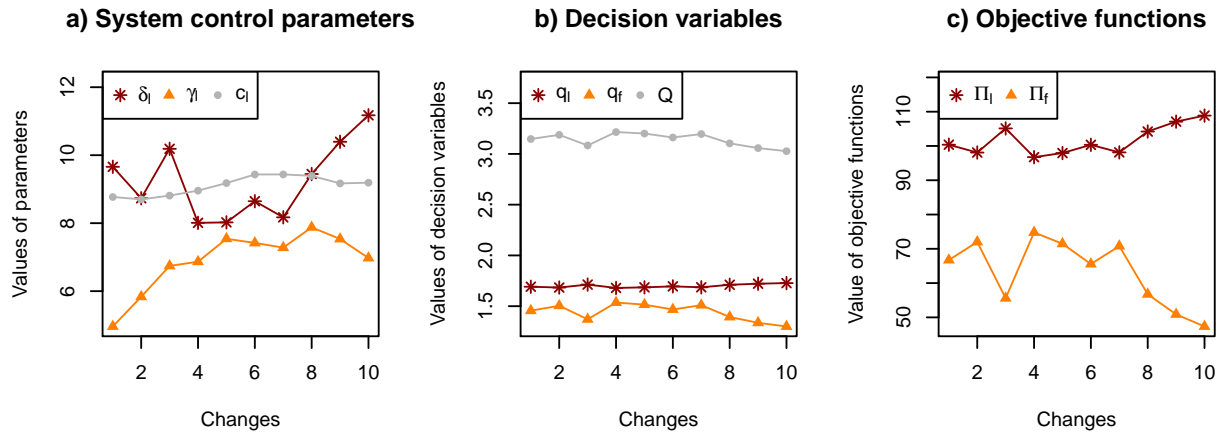 a) System control parameters
b) Decision variables
c) Objective functions
Values of parameters
12
10
8
6
δl γl cl
2 4 6 8 10
Changes
Values of decision variables
3.5
3.0
2.5
2.0
1.5
ql qf Q
2 4 6 8 10
Changes
Value of objective functions
110
90
70
50
Πl Πf
2 4 6 8 10
Changes